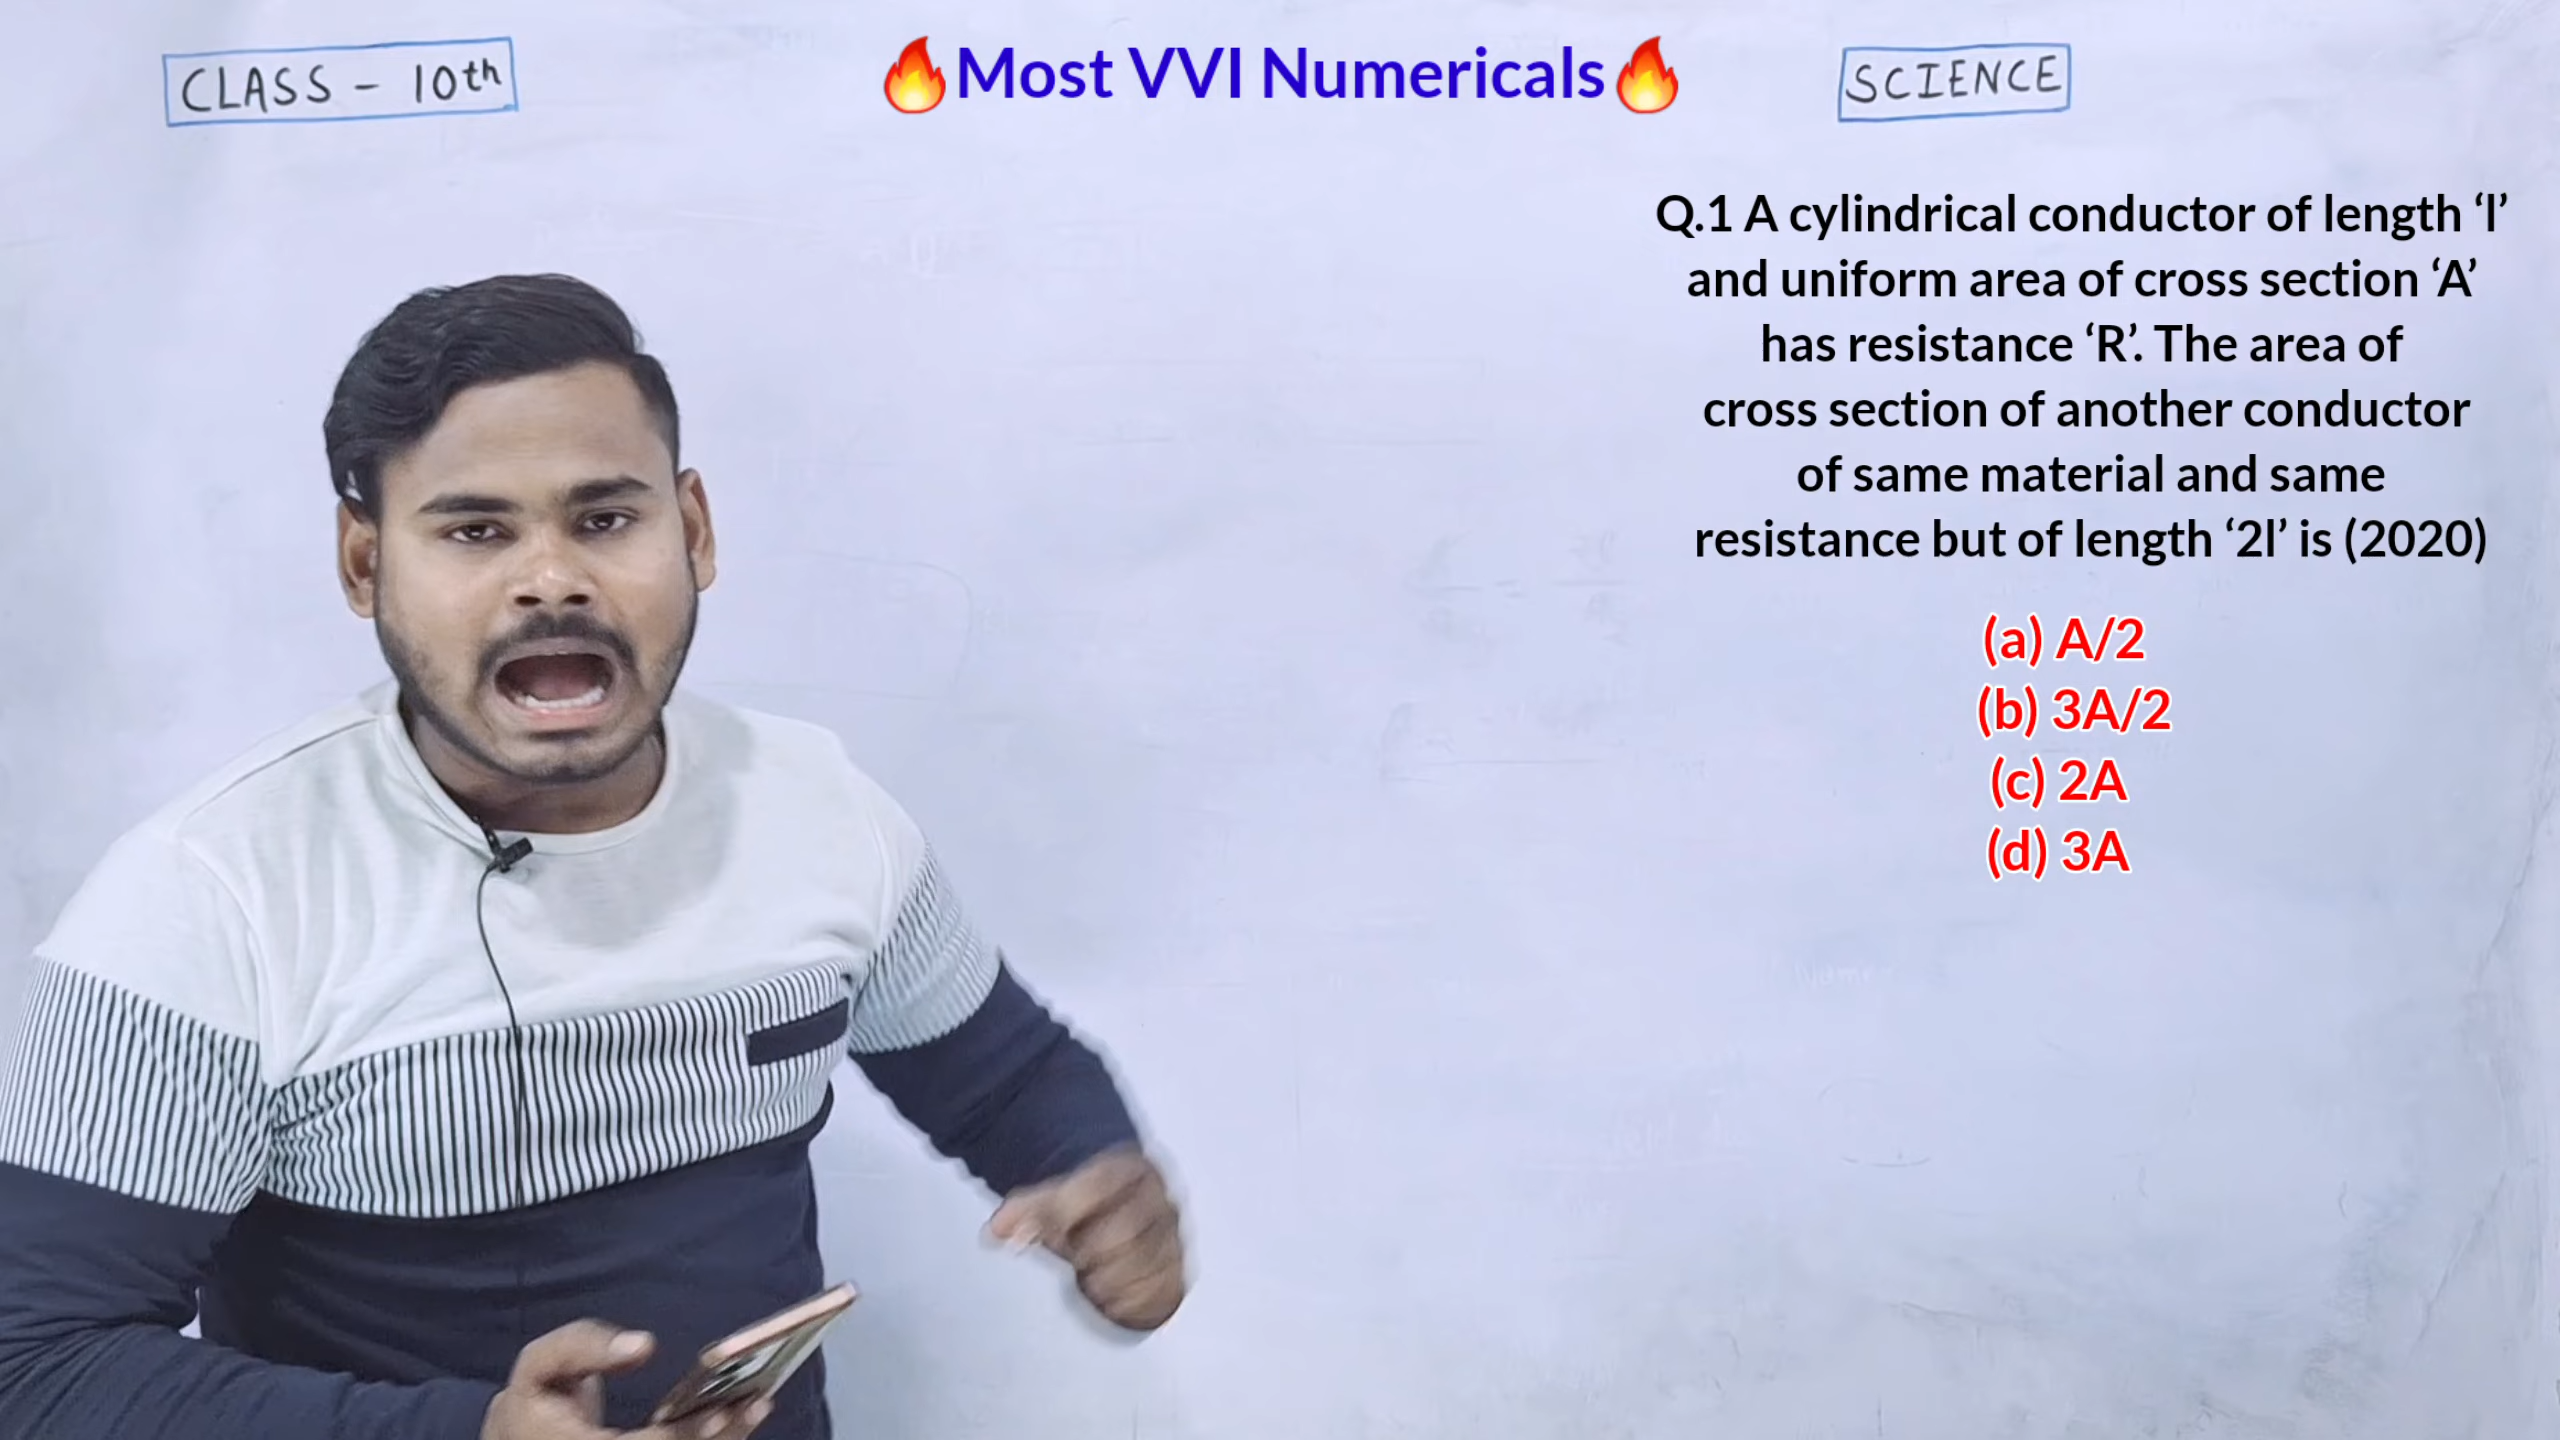 CLASS - 10th
🔥Most VVI Numericals🔥
SCIENCE
Q.1 A cylindrical conductor of length ‘l’
and uniform area of cross section ‘A’
has resistance ‘R’. The area of
cross section of another conductor
of same material and same
resistance but of length ‘2l’ is (2020)
(a) A/2
(b) 3A/2
(c) 2A
(d) 3A